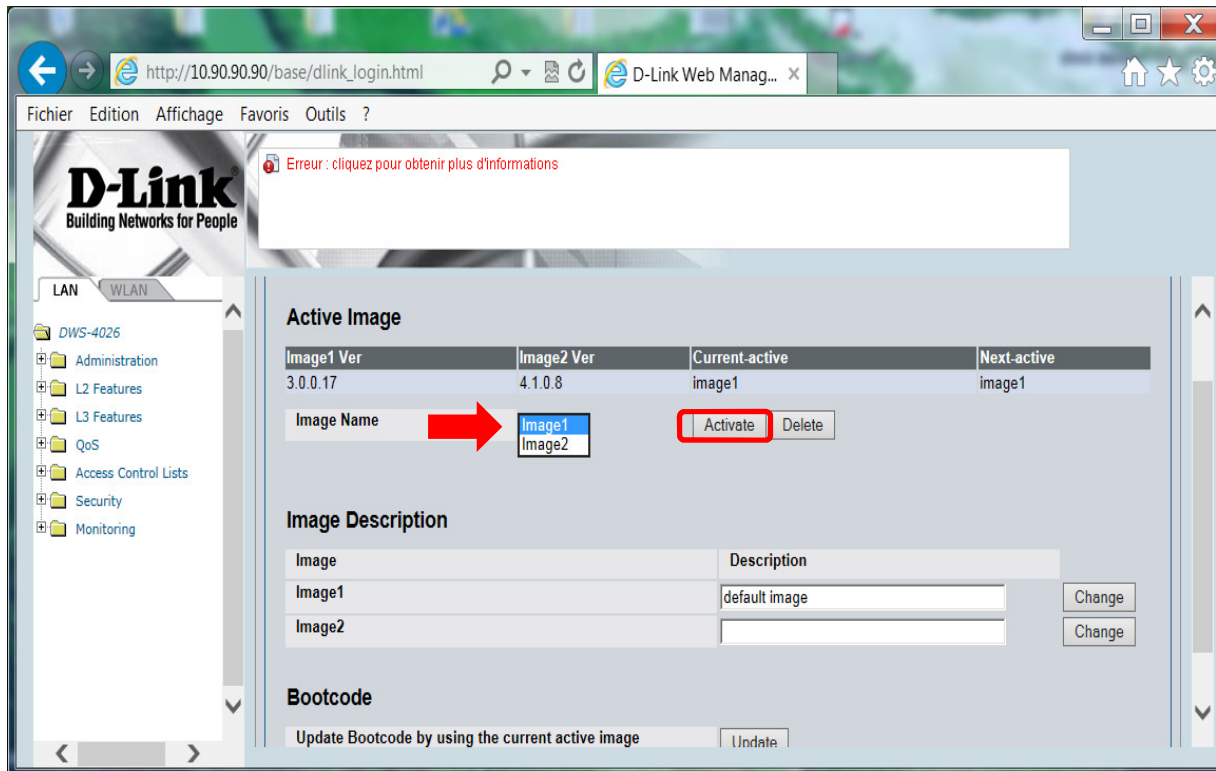 http://10.90.90.90/base/dlink_login.html
D-Link Web Manag...
Fichier Edition Affichage Favoris Outils ?
D-Link
Building Networks for People
Erreur : cliquez pour obtenir plus d'informations
LAN WLAN
DWS-4026
Administration
L2 Features
L3 Features
QoS
Access Control Lists
Security
Monitoring
Active Image
Image1 Ver Image2 Ver Current-active Next-active
3.0.0.17 4.1.0.8 image1 image1
Image Name Image1 Activate Delete
Image2
Image Description
Image Description
Image1 default image Change
Image2 Change
Bootcode
Update Bootcode by using the current active image Update